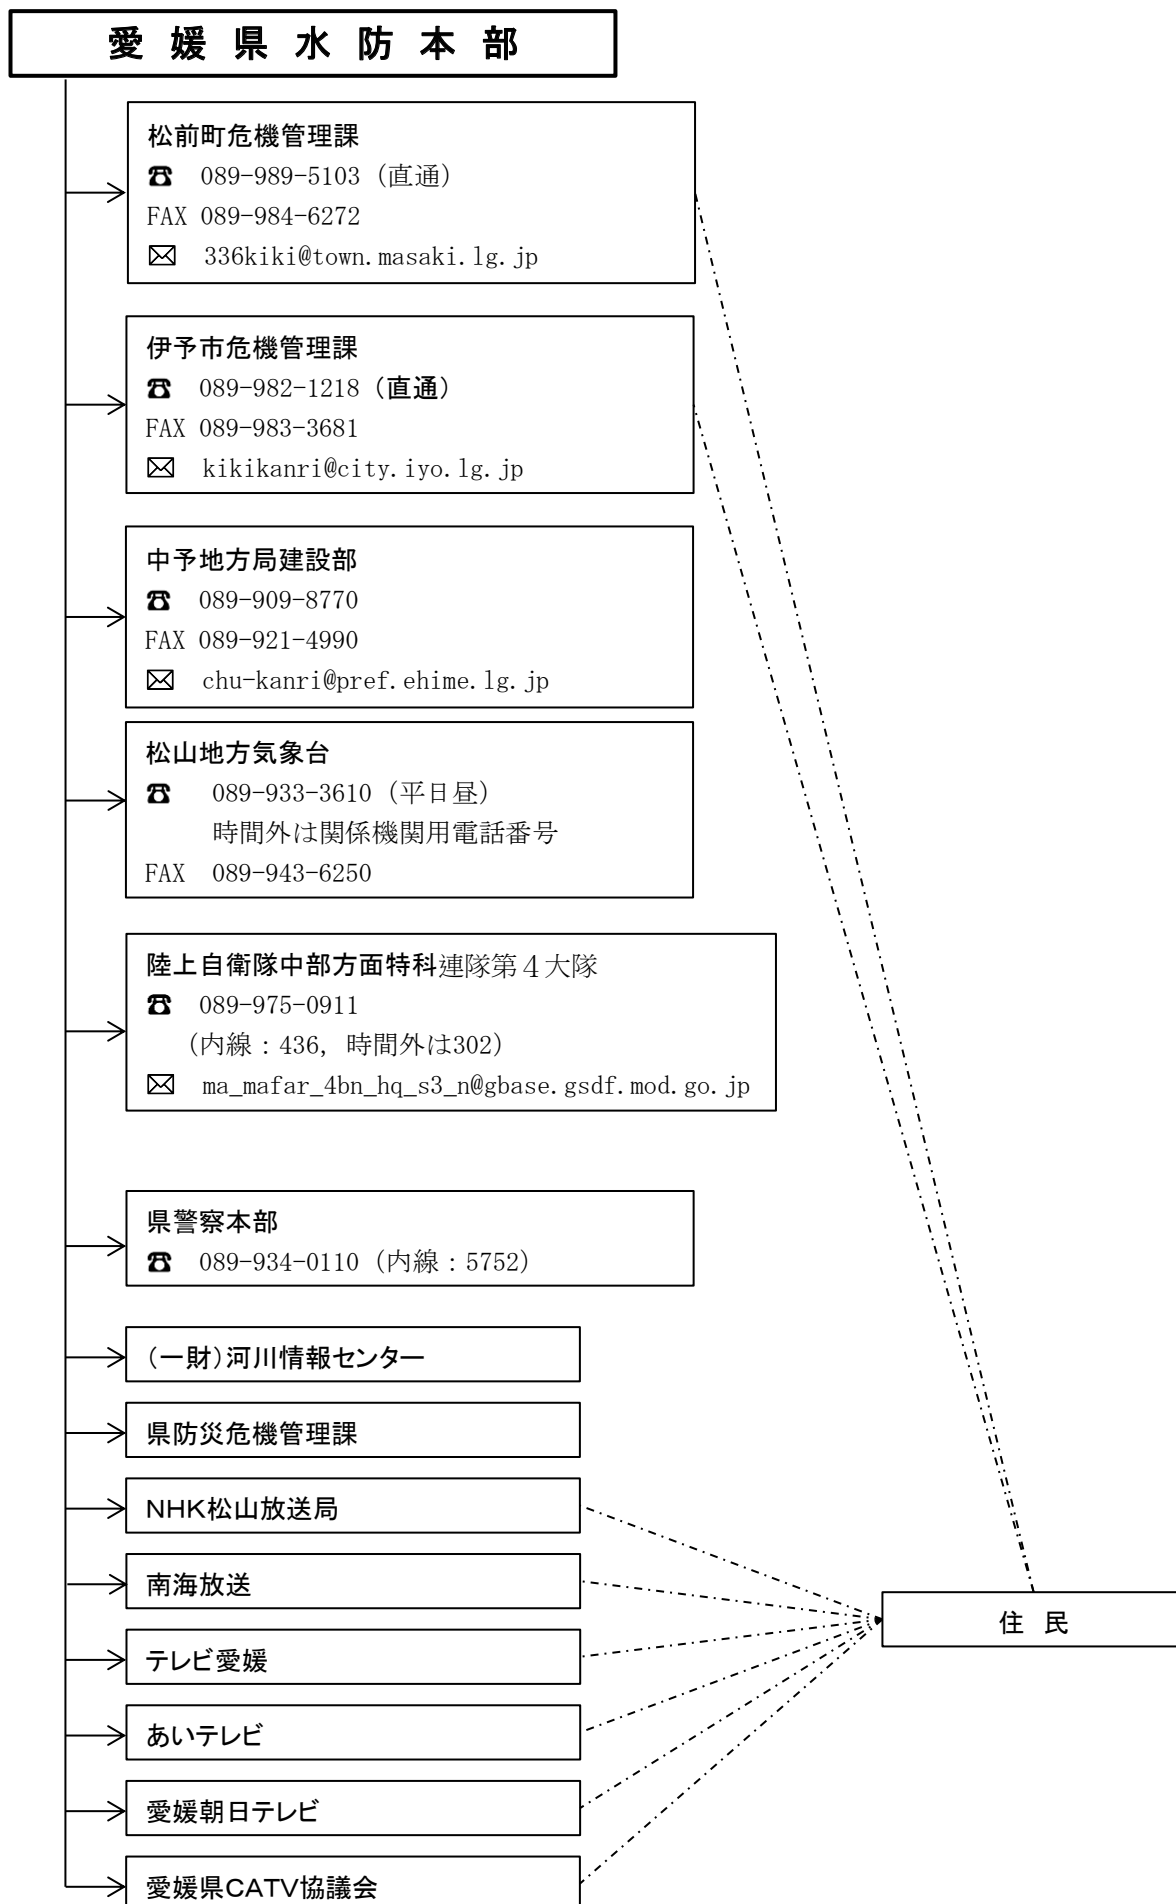 愛媛県水防本部
松前町危機管理課
☎ 089-989-5103（直通）
FAX 089-984-6272
✉ 336kiki@town.masaki.lg.jp
伊予市危機管理課
☎ 089-982-1218（直通）
FAX 089-983-3681
✉ kikikanri@city.iyo.lg.jp
中予地方局建設部
☎ 089-909-8770
FAX 089-921-4990
✉ chu-kanri@pref.ehime.lg.jp
松山地方気象台
☎ 089-933-3610（平日昼）
時間外は関係機関用電話番号
FAX 089-943-6250
陸上自衛隊中部方面特科連隊第４大隊
☎ 089-975-0911
（内線：436，時間外は302）
✉ ma_mafar_4bn_hq_s3_n@gbase.gsdf.mod.go.jp
県警察本部
☎ 089-934-0110（内線：5752）
（一財）河川情報センター
県防災危機管理課
NHK松山放送局
南海放送
住民
テレビ愛媛
あいテレビ
愛媛朝日テレビ
愛媛県CATV協議会